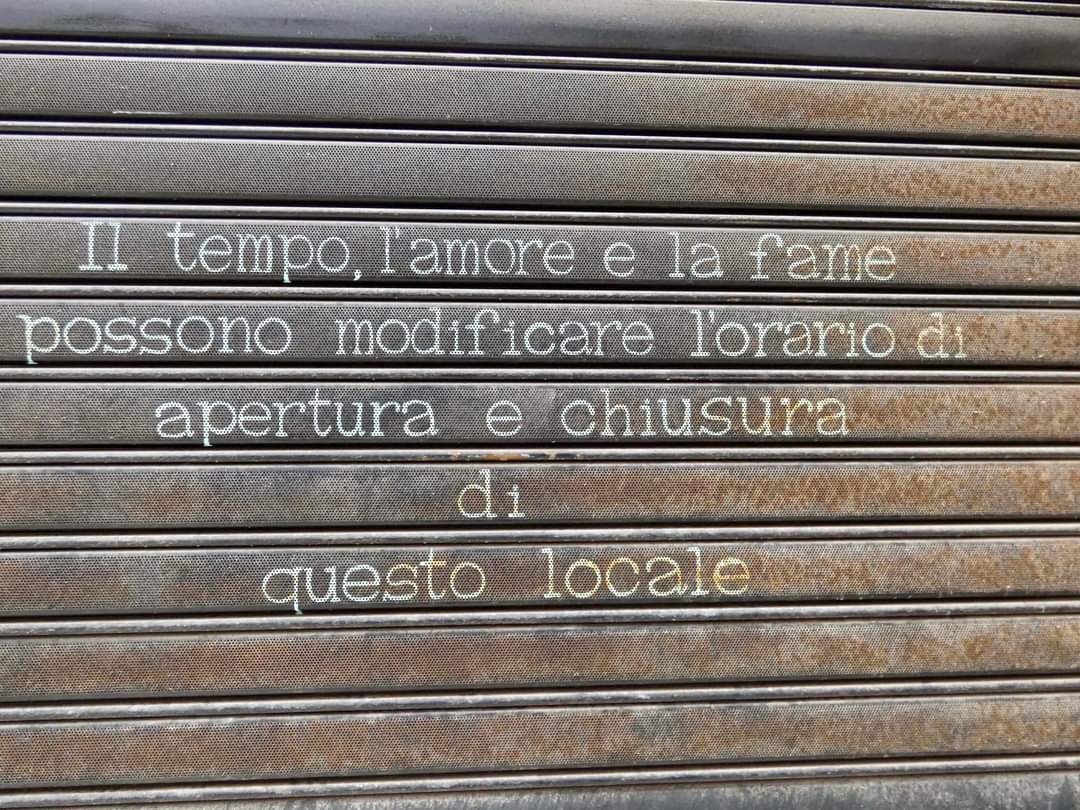 Il tempo, l'amore e la fame
possono modificare l'orario di
apertura e chiusura
di
questo locale